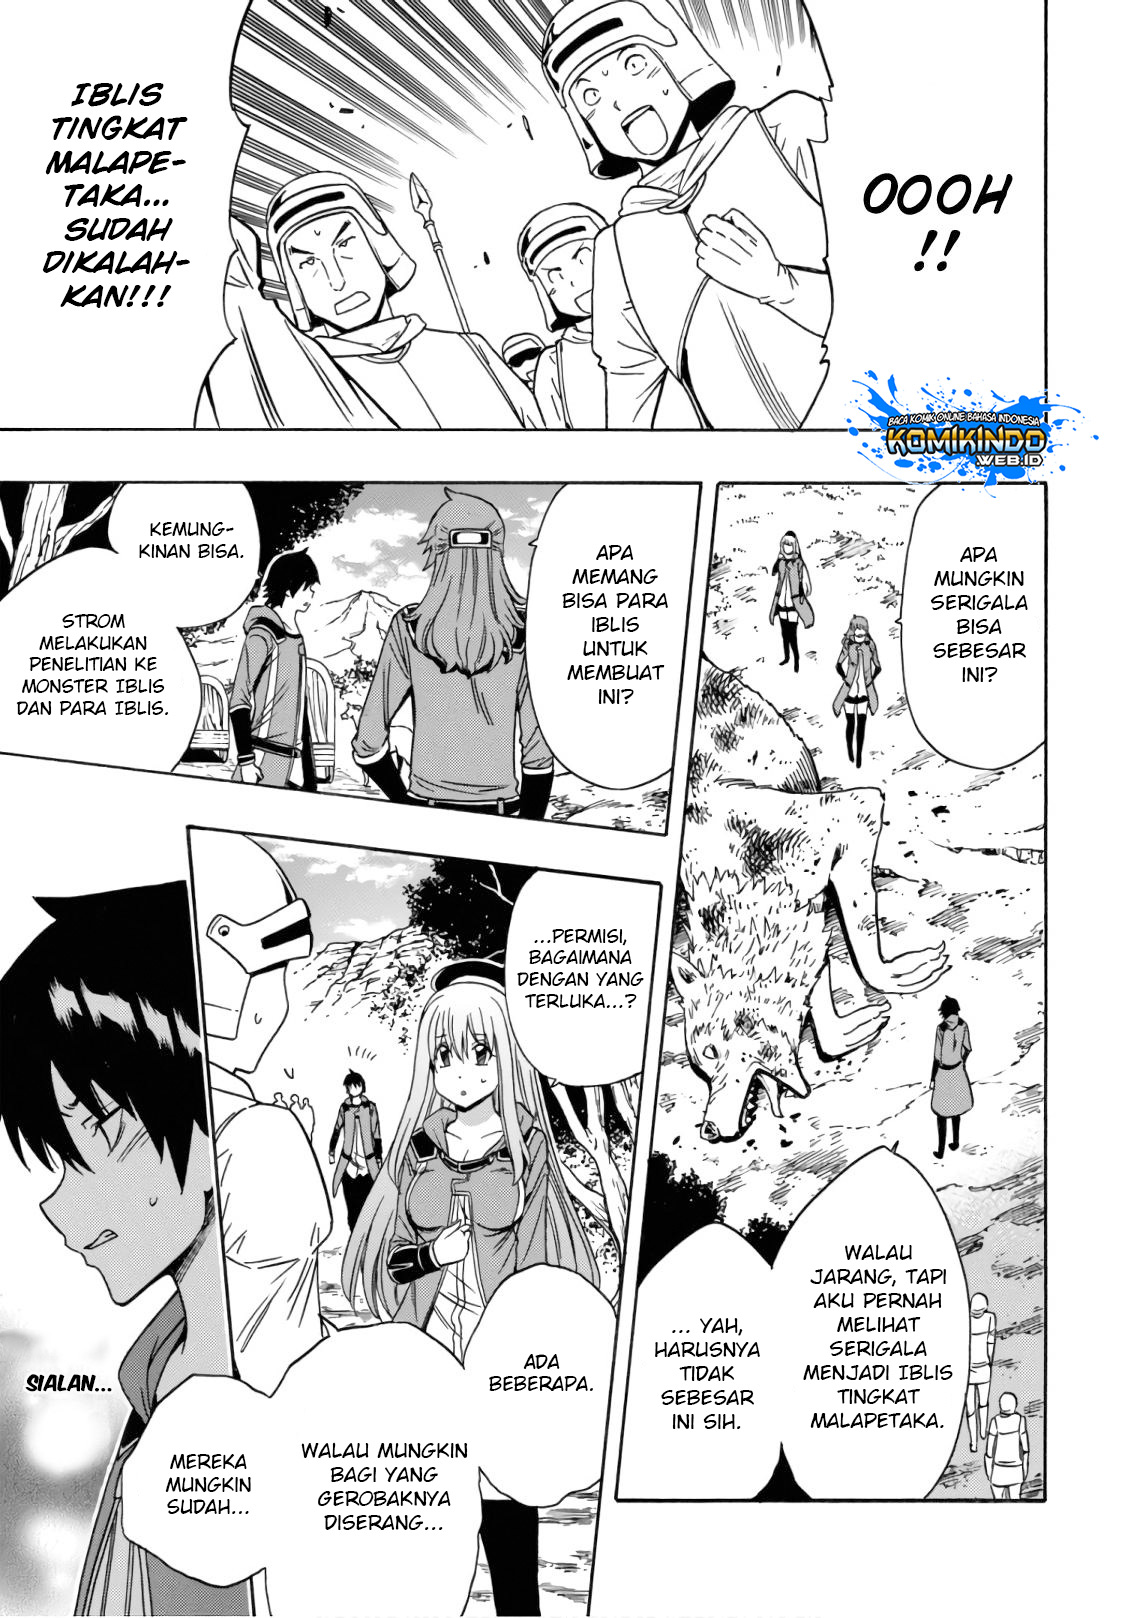 OOOH
!!
IBLIS
TINGKAT
MALAPE-
TAKA...
SUDAH
DIKALAH-
KAN!!!
BACA KOMIK ONLINE BAHASA INDONESIA
KOMIKINDO
.WEB.ID
APA
MUNGKIN
SERIGALA
BISA
SEBESAR
INI?
WALAU
JARANG, TAPI
AKU PERNAH
MELIHAT
SERIGALA
MENJADI IBLIS
TINGKAT
MALAPETAKA.
... YAH,
HARUSNYA
TIDAK
SEBESAR
INI SIH.
APA
MEMANG
BISA PARA
IBLIS
UNTUK
MEMBUAT
INI?
KEMUNG-
KINAN BISA.
STROM
MELAKUKAN
PENELITIAN KE
MONSTER IBLIS
DAN PARA IBLIS.
...PERMISI,
BAGAIMANA
DENGAN YANG
TERLUKA...?
ADA
BEBERAPA.
WALAU MUNGKIN
BAGI YANG
GEROBAKNYA
DISERANG...
MEREKA
MUNGKIN
SUDAH...
SIALAN...